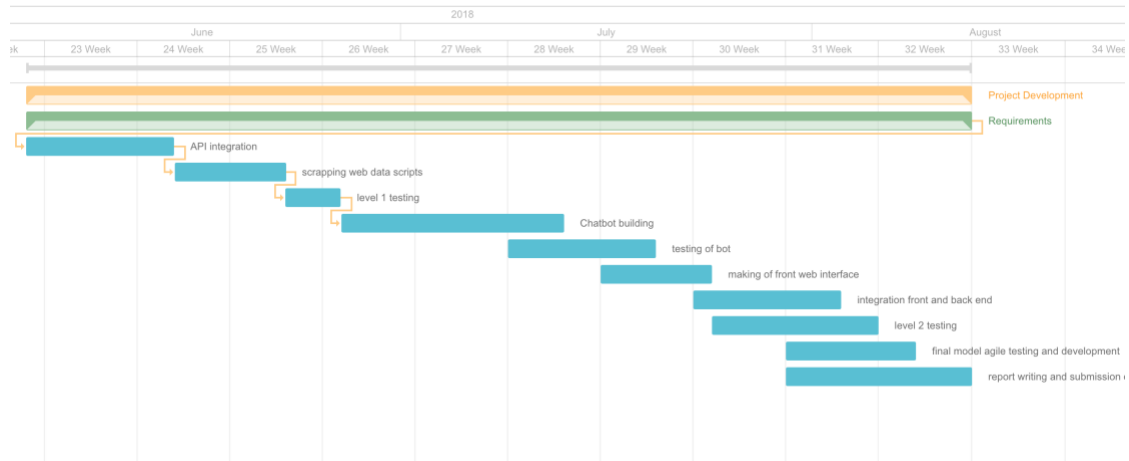 2018
June July August
ek 23 Week 24 Week 25 Week 26 Week 27 Week 28 Week 29 Week 30 Week 31 Week 32 Week 33 Week 34 Week
Project Development
Requirements
API integration
scrapping web data scripts
level 1 testing
Chatbot building
testing of bot
making of front web interface
integration front and back end
level 2 testing
final model agile testing and development
report writing and submission